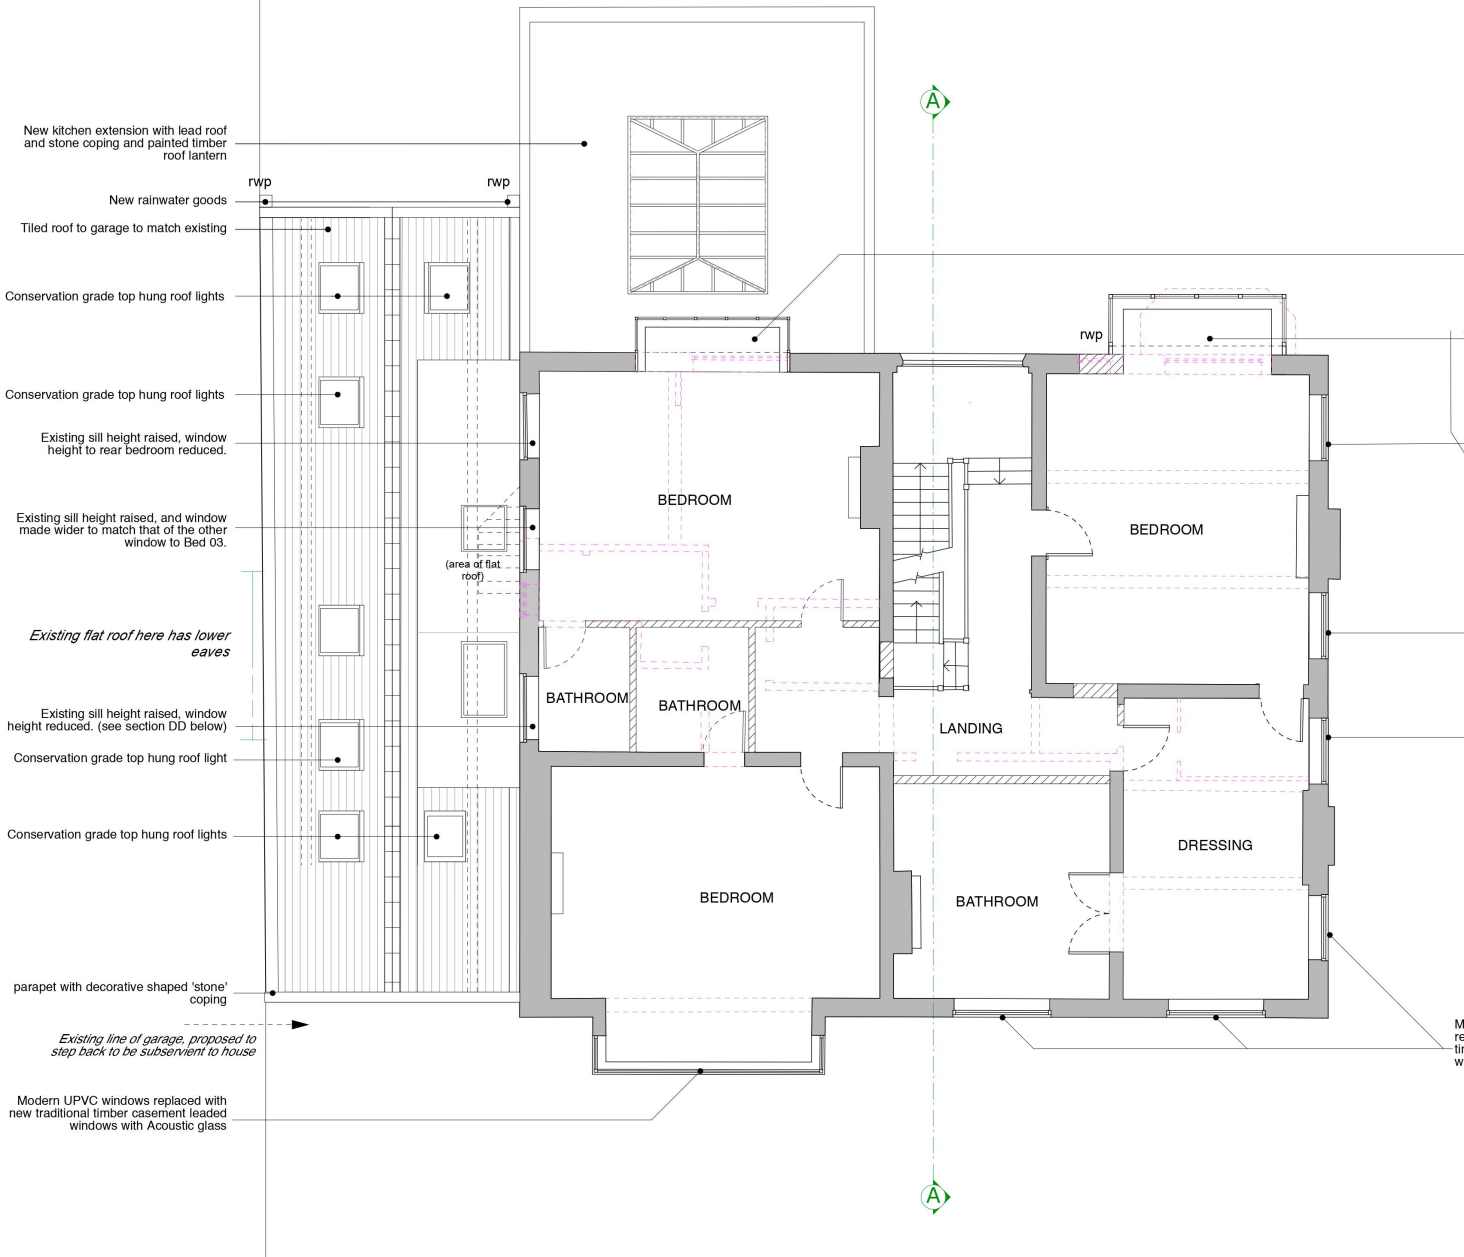 A
New kitchen extension with lead roof
and stone coping and painted timber
roof lantern
rwp
rwp
New rainwater goods
Tiled roof to garage to match existing
Conservation grade top hung roof lights
rwp
Conservation grade top hung roof lights
Existing sill height raised, window
height to rear bedroom reduced.
BEDROOM
BEDROOM
Existing sill height raised, and window
made wider to match that of the other
window to Bed 03.
(area of flat
roof)
Existing flat roof here has lower
eaves
BATHROOM
BATHROOM
LANDING
Existing sill height raised, window
height reduced. (see section DD below)
Conservation grade top hung roof light
Conservation grade top hung roof lights
DRESSING
BEDROOM
BATHROOM
parapet with decorative shaped 'stone'
coping
Existing line of garage, proposed to
step back to be subservient to house
Modern UPVC windows replaced with
new traditional timber casement leaded
windows with Acoustic glass
A